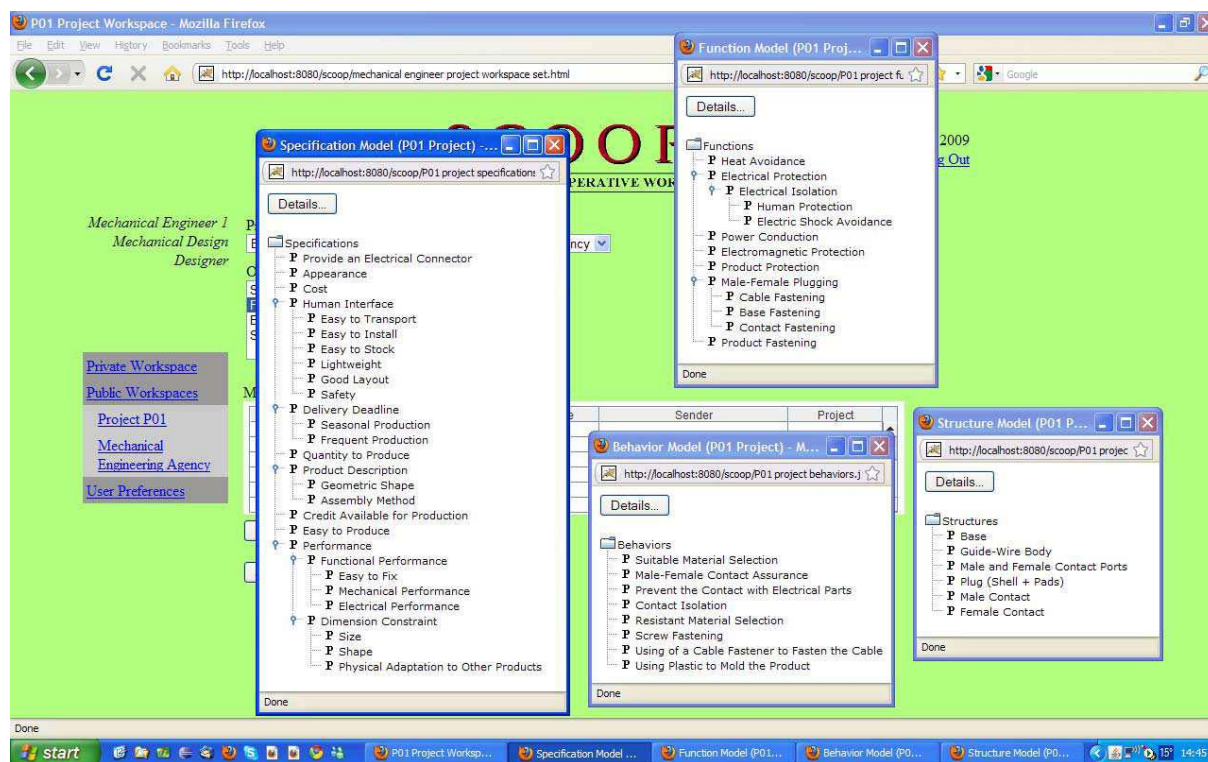 P01 Project Workspace - Mozilla Firefox
File Edit View History Bookmarks Tools Help
http://localhost:8080/scoop/mechanical engineer project workspace set.html
Google
2009
g Out
PERATIVE WOR
Mechanical Engineer 1
Mechanical Design
Designer
ncy
Private Workspace
Public Workspaces
Project P01
Mechanical
Engineering Agency
User Preferences
Sender Project
Specification Model (P01 Project) - ...
http://localhost:8080/scoop/P01 project specifications
Details...
Specifications
P Provide an Electrical Connector
P Appearance
P Cost
P Human Interface
P Easy to Transport
P Easy to Install
P Easy to Stock
P Lightweight
P Good Layout
P Safety
P Delivery Deadline
P Seasonal Production
P Frequent Production
P Quantity to Produce
P Product Description
P Geometric Shape
P Assembly Method
P Credit Available for Production
P Easy to Produce
P Performance
P Functional Performance
P Easy to Fix
P Mechanical Performance
P Electrical Performance
P Dimension Constraint
P Size
P Shape
P Physical Adaptation to Other Products
Done
Function Model (P01 Proj...
http://localhost:8080/scoop/P01 project fu
Details...
Functions
P Heat Avoidance
P Electrical Protection
P Electrical Isolation
P Human Protection
P Electric Shock Avoidance
P Power Conduction
P Electromagnetic Protection
P Product Protection
P Male-Female Plugging
P Cable Fastening
P Base Fastening
P Contact Fastening
P Product Fastening
Done
Behavior Model (P01 Project) - M...
http://localhost:8080/scoop/P01 project behaviors.j
Details...
Behaviors
P Suitable Material Selection
P Male-Female Contact Assurance
P Prevent the Contact with Electrical Parts
P Contact Isolation
P Resistant Material Selection
P Screw Fastening
P Using of a Cable Fastener to Fasten the Cable
P Using Plastic to Mold the Product
Done
Structure Model (P01 P...
http://localhost:8080/scoop/P01 projec
Details...
Structures
P Base
P Guide-Wire Body
P Male and Female Contact Ports
P Plug (Shell + Pads)
P Male Contact
P Female Contact
Done
Done
start P01 Project Worksp... Specification Model ... Function Model (P01... Behavior Model (P0... Structure Model (P0... 15° 14:45